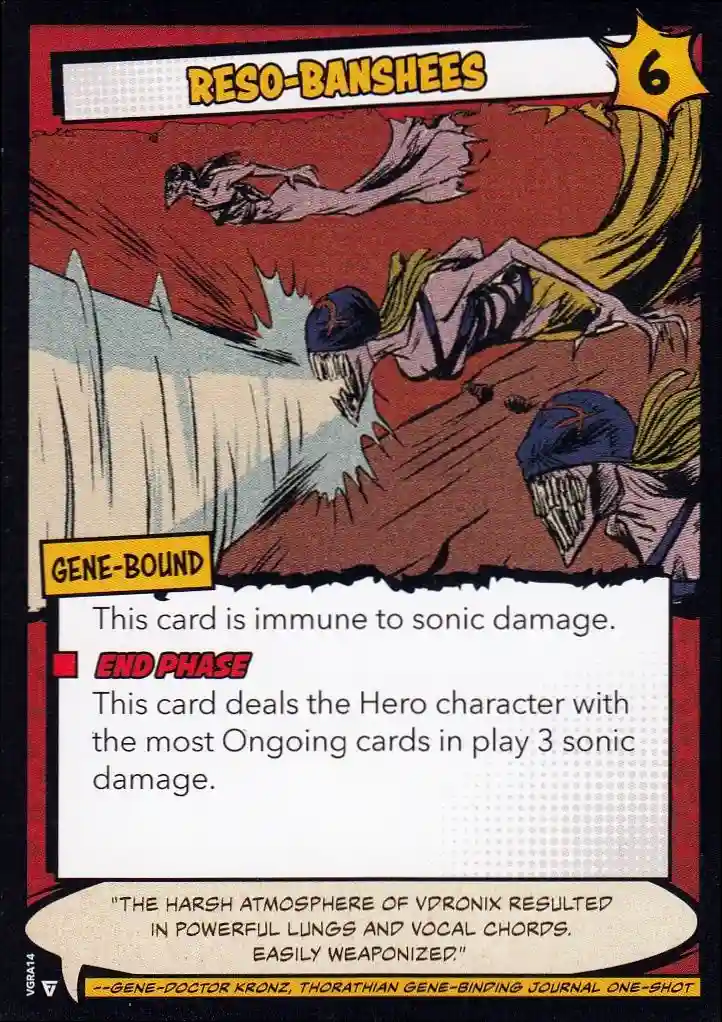 RESO-BANSHEES
6
GENE-BOUND
This card is immune to sonic damage.
END PHASE
This card deals the Hero character with
the most Ongoing cards in play 3 sonic
damage.
"THE HARSH ATMOSPHERE OF VDRONIX RESULTED
IN POWERFUL LUNGS AND VOCAL CHORDS.
EASILY WEAPONIZED."
--GENE-DOCTOR KRONZ, THORATHIAN GENE-BINDING JOURNAL ONE-SHOT
VGRA14